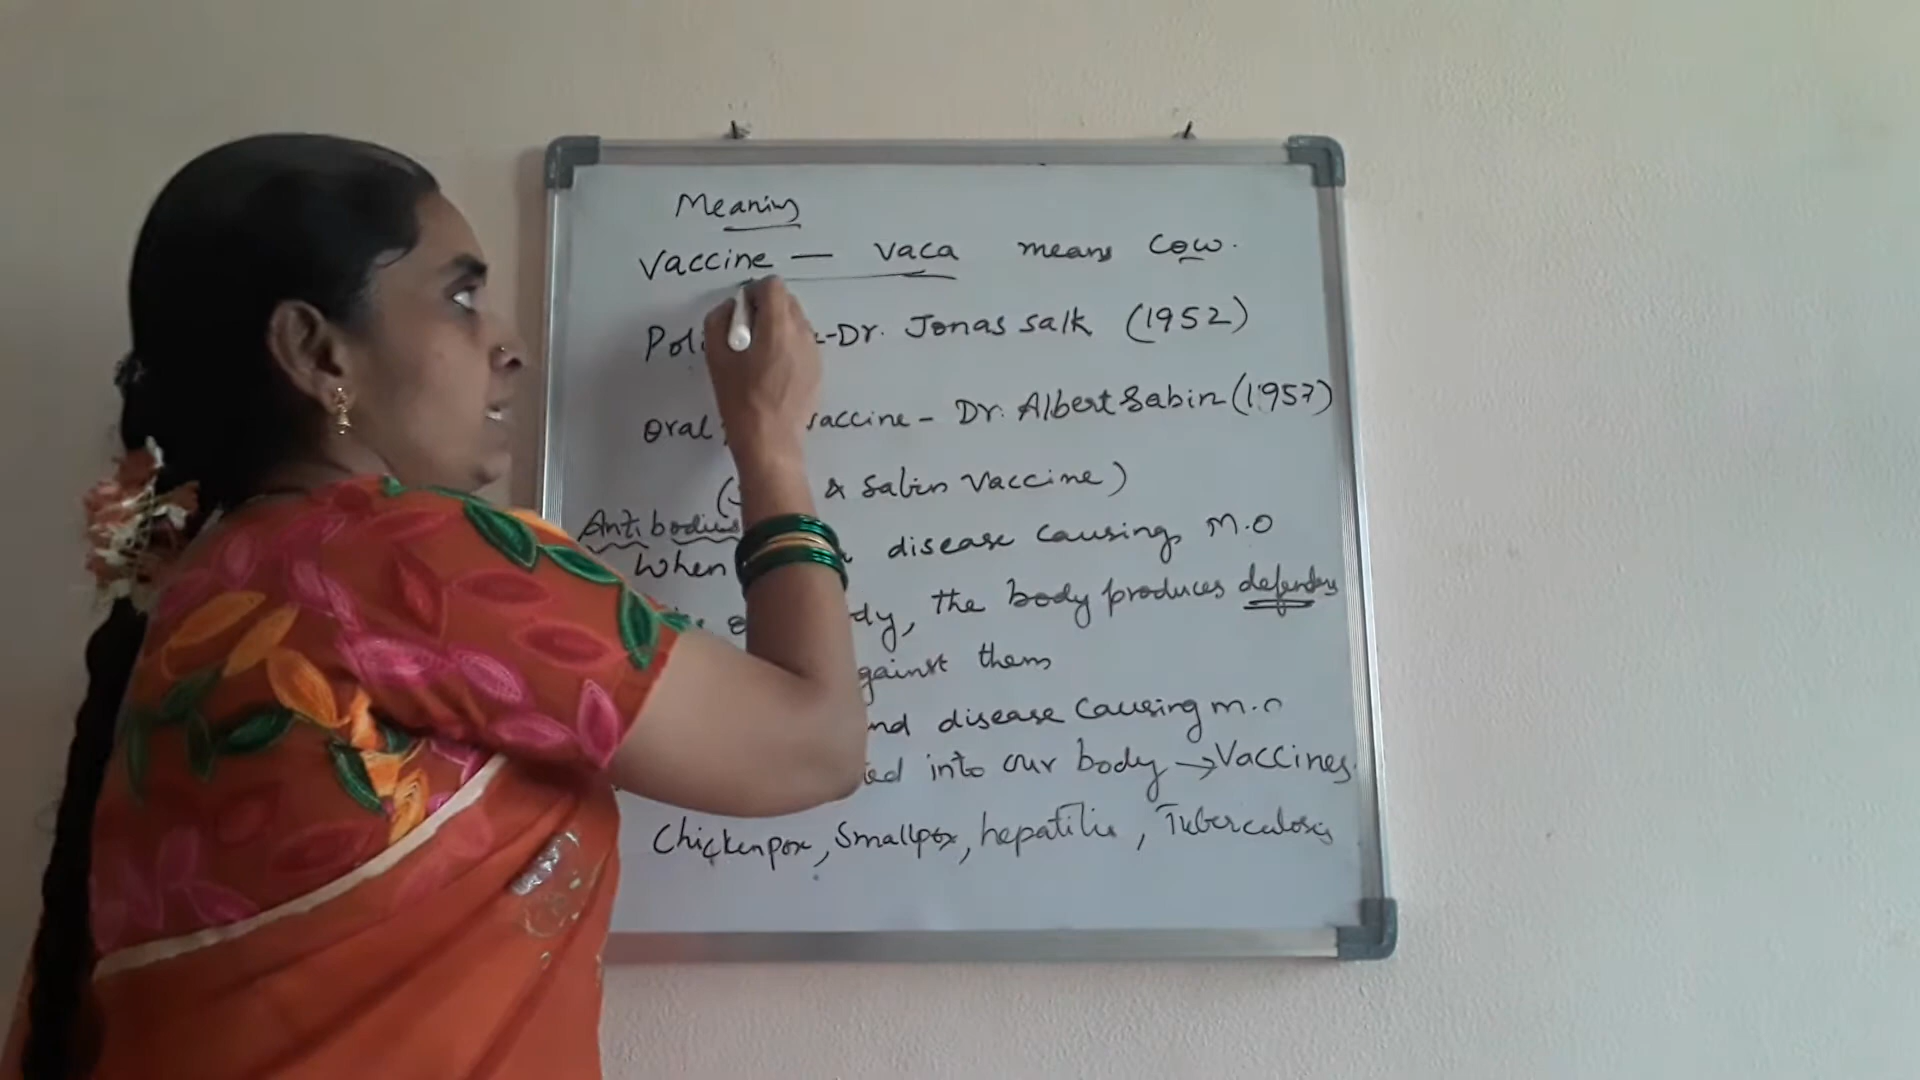 Meaning
Vaccine — vaca means Cow.
Dr. Jonas salk (1952)
Oral vaccine - Dr. Albert Sabin (1957)
& Sabin Vaccine)
Antibodies
When disease causing M.O
the body produces defenders
against them
disease causing m.o
into our body → Vaccines.
Chickenpox, Smallpox, hepatitis, Tuberculosis